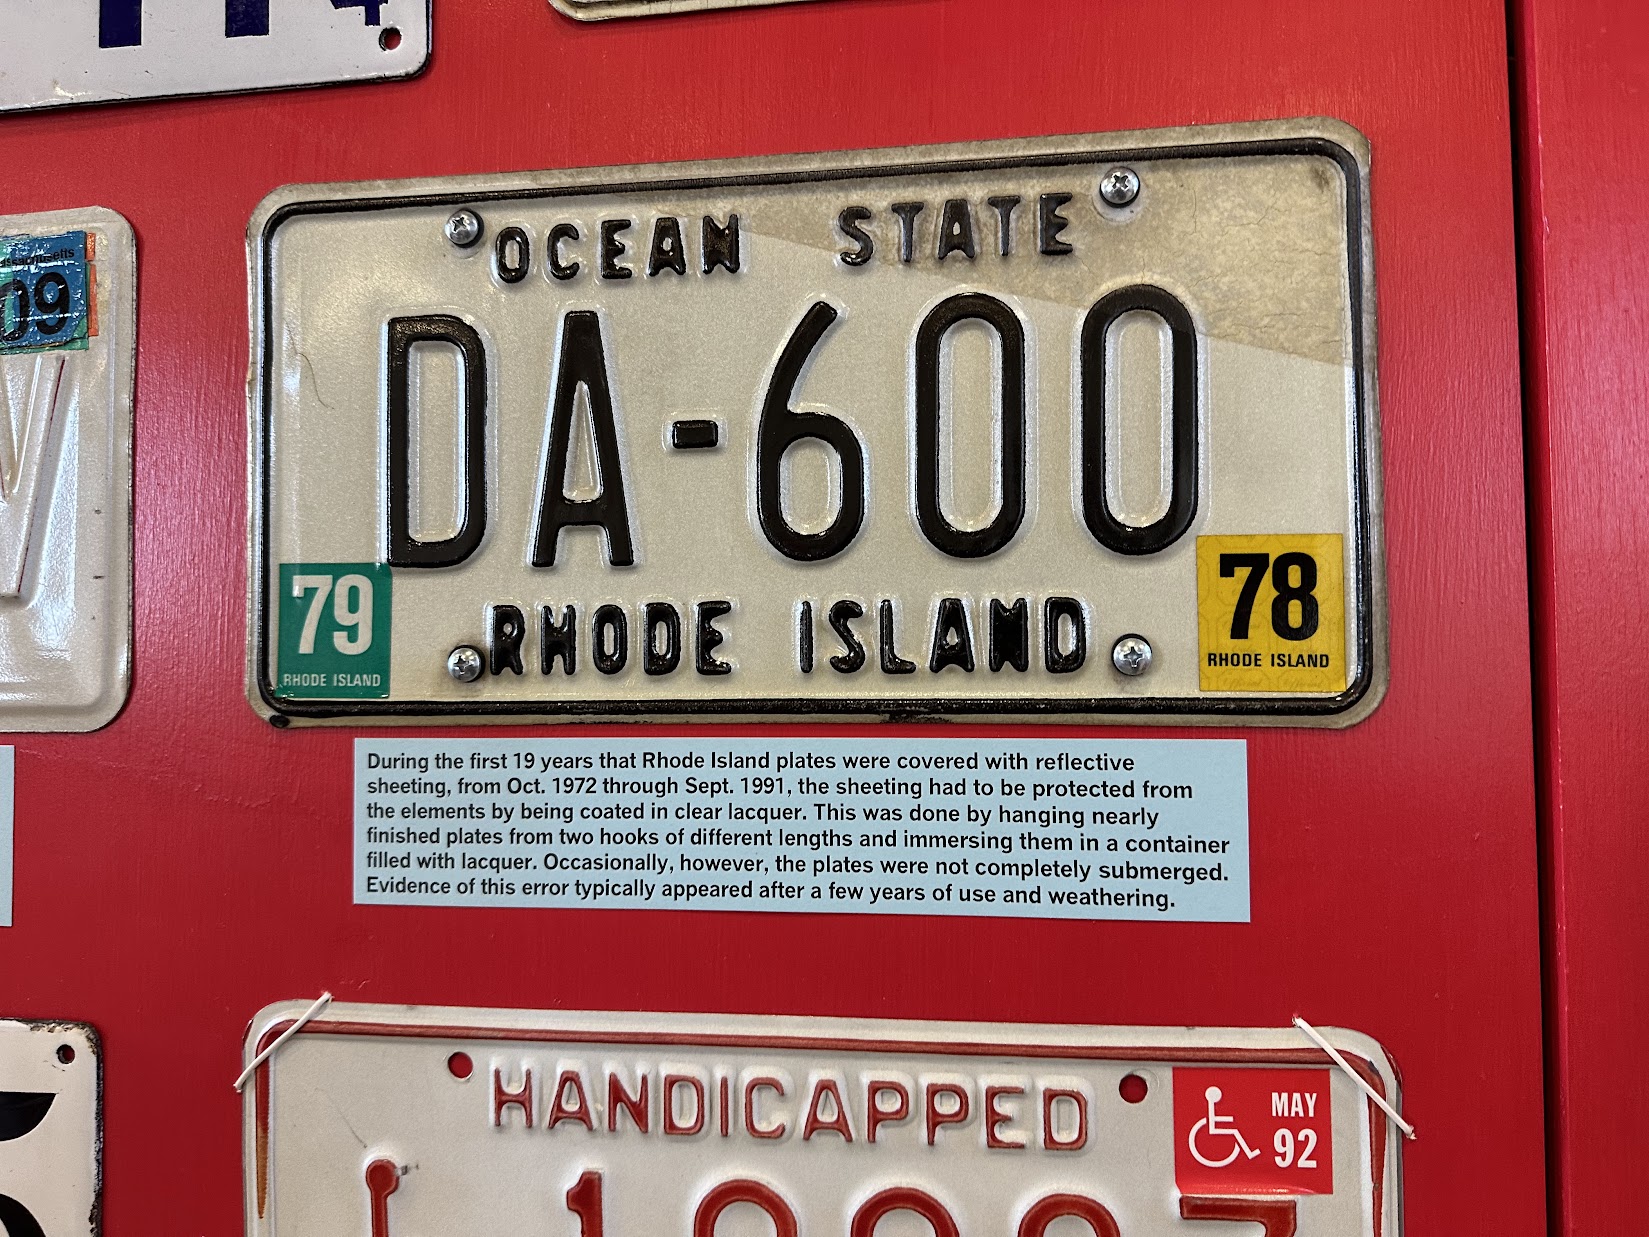 Massachusetts
09
OCEAN STATE
DA-600
79
RHODE ISLAND
RHODE ISLAND
78
RHODE ISLAND
During the first 19 years that Rhode Island plates were covered with reflective
sheeting, from Oct. 1972 through Sept. 1991, the sheeting had to be protected from
the elements by being coated in clear lacquer. This was done by hanging nearly
finished plates from two hooks of different lengths and immersing them in a container
filled with lacquer. Occasionally, however, the plates were not completely submerged.
Evidence of this error typically appeared after a few years of use and weathering.
HANDICAPPED
MAY
92